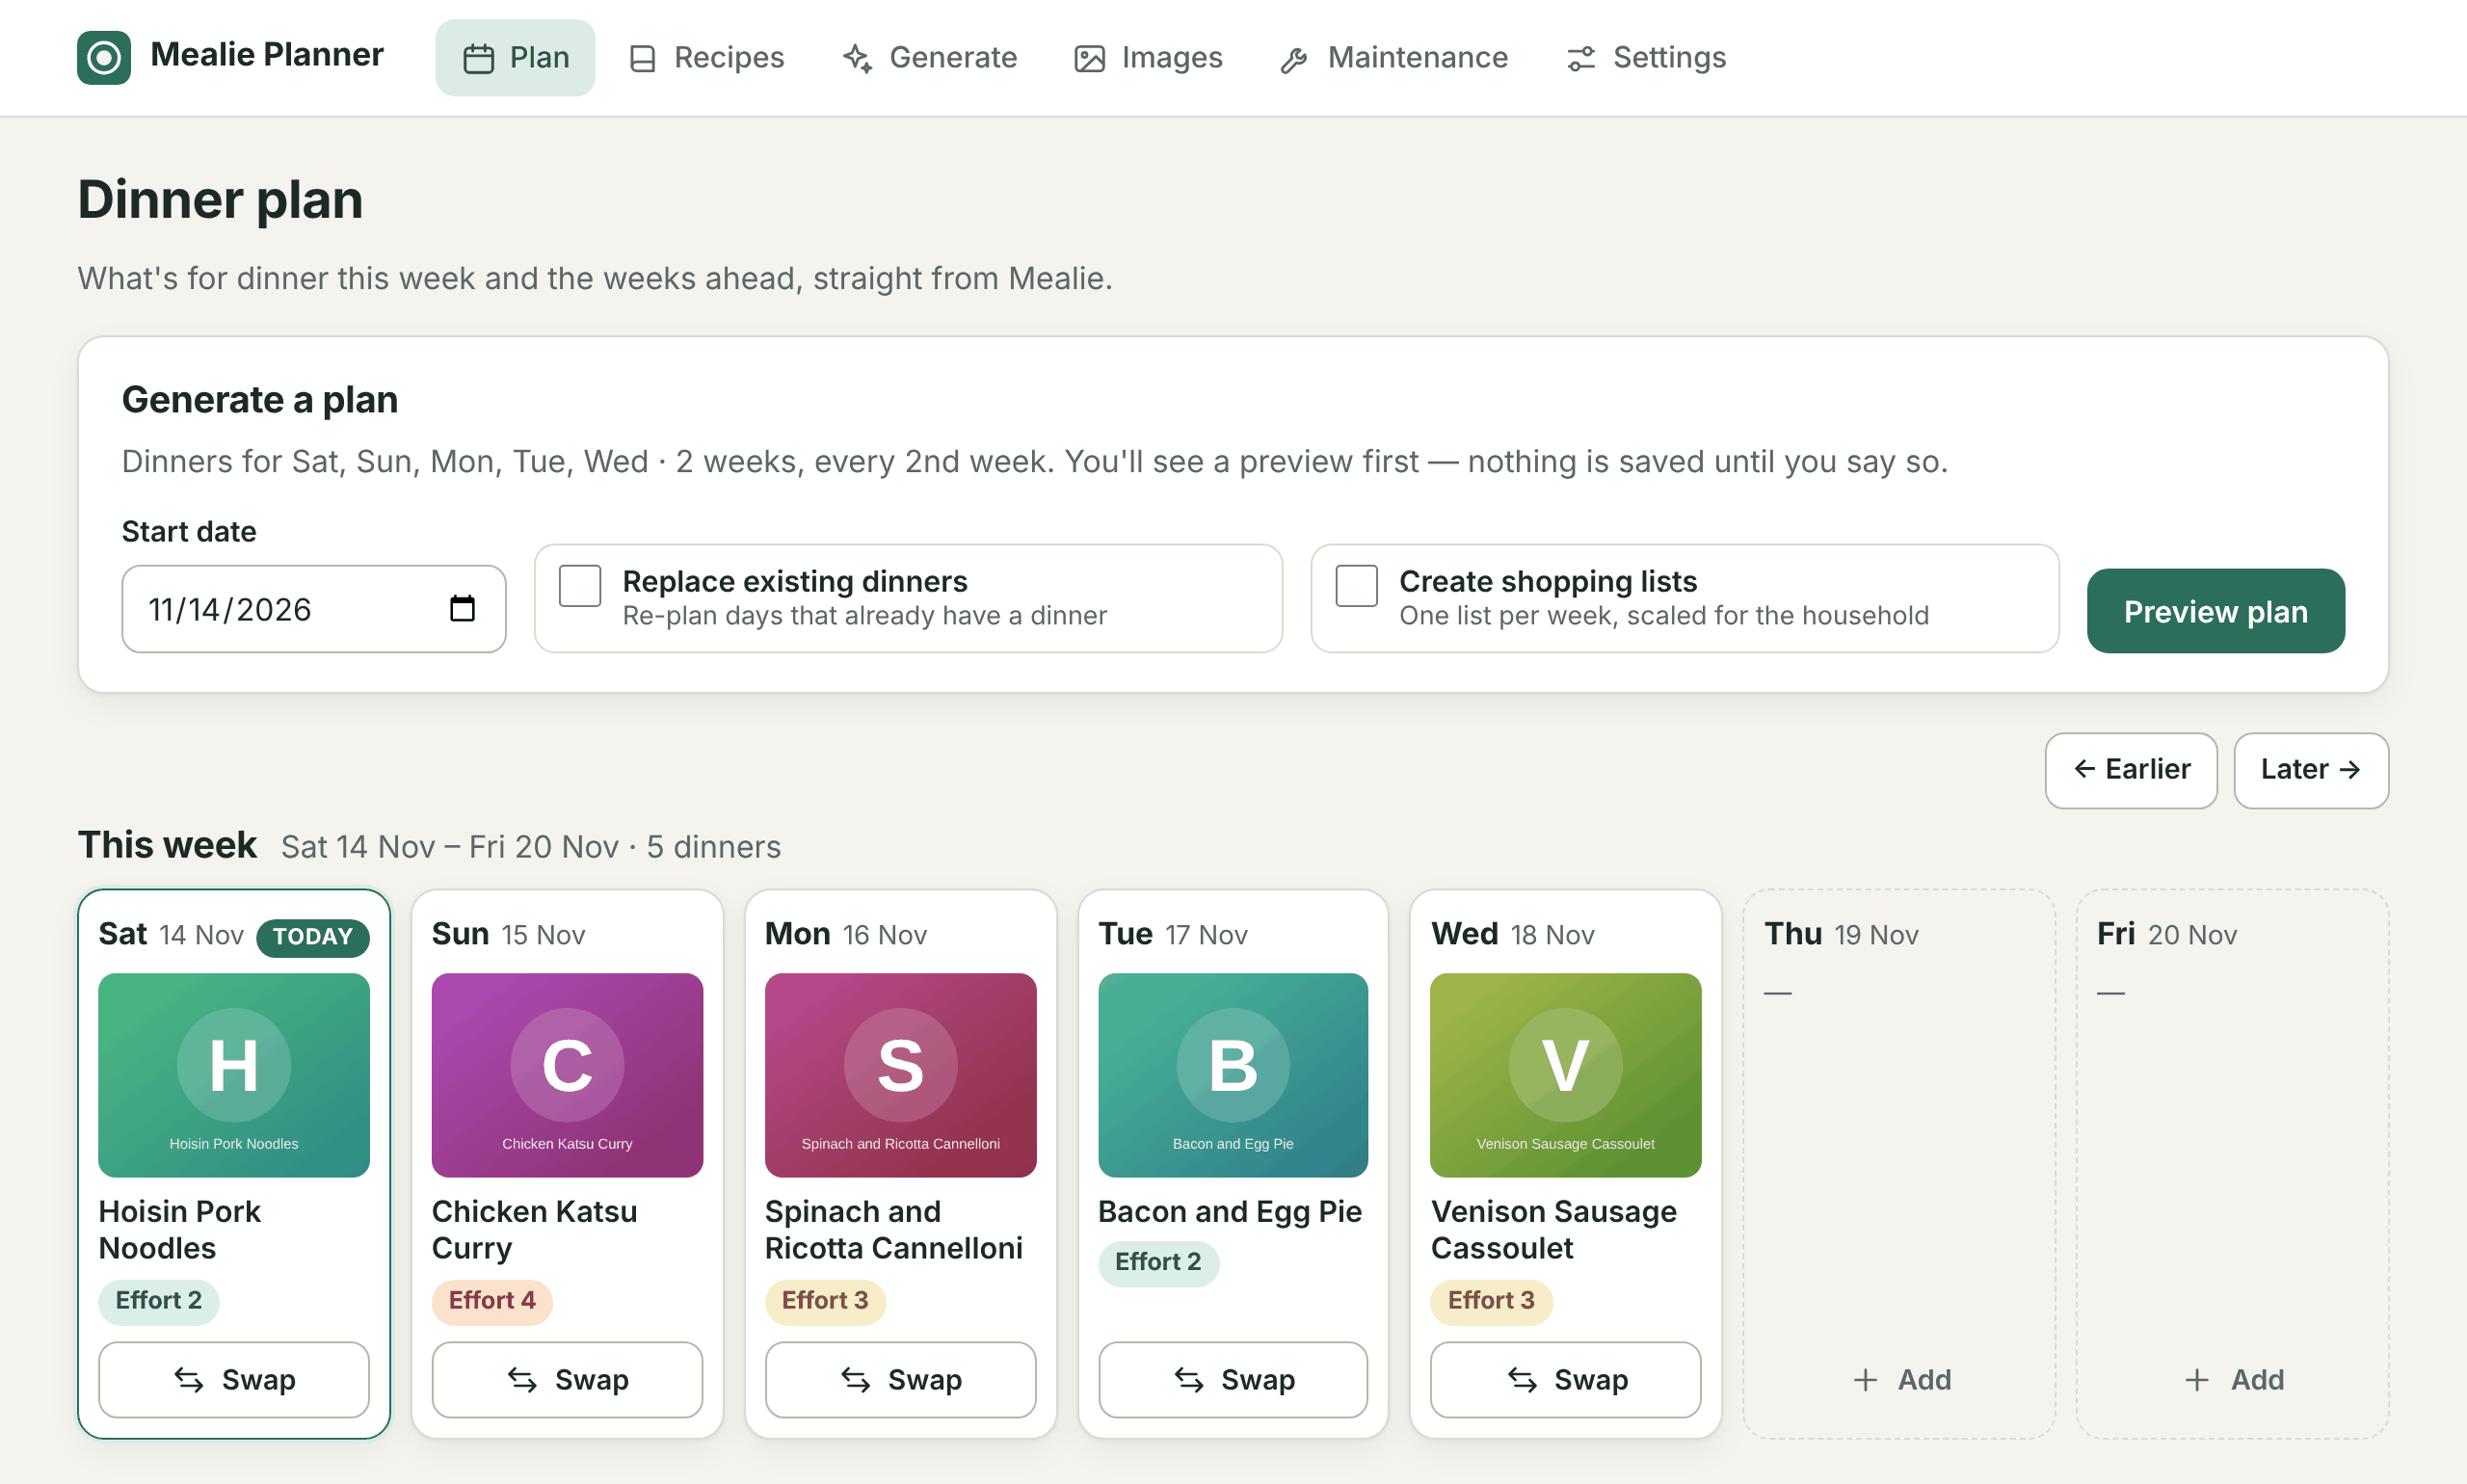 Mealie Planner
Plan
Recipes
Generate
Images
Maintenance
Settings
Dinner plan
What's for dinner this week and the weeks ahead, straight from Mealie.
Generate a plan
Dinners for Sat, Sun, Mon, Tue, Wed · 2 weeks, every 2nd week. You'll see a preview first — nothing is saved until you say so.
Start date
11/14/2026
Replace existing dinners
Re-plan days that already have a dinner
Create shopping lists
One list per week, scaled for the household
Preview plan
← Earlier
Later →
This week Sat 14 Nov – Fri 20 Nov · 5 dinners
Sat 14 Nov TODAY
H
Hoisin Pork Noodles
Hoisin Pork
Noodles
Effort 2
Swap
Sun 15 Nov
C
Chicken Katsu Curry
Chicken Katsu
Curry
Effort 4
Swap
Mon 16 Nov
S
Spinach and Ricotta Cannelloni
Spinach and
Ricotta Cannelloni
Effort 3
Swap
Tue 17 Nov
B
Bacon and Egg Pie
Bacon and Egg Pie
Effort 2
Swap
Wed 18 Nov
V
Venison Sausage Cassoulet
Venison Sausage
Cassoulet
Effort 3
Swap
Thu 19 Nov
—
+ Add
Fri 20 Nov
—
+ Add